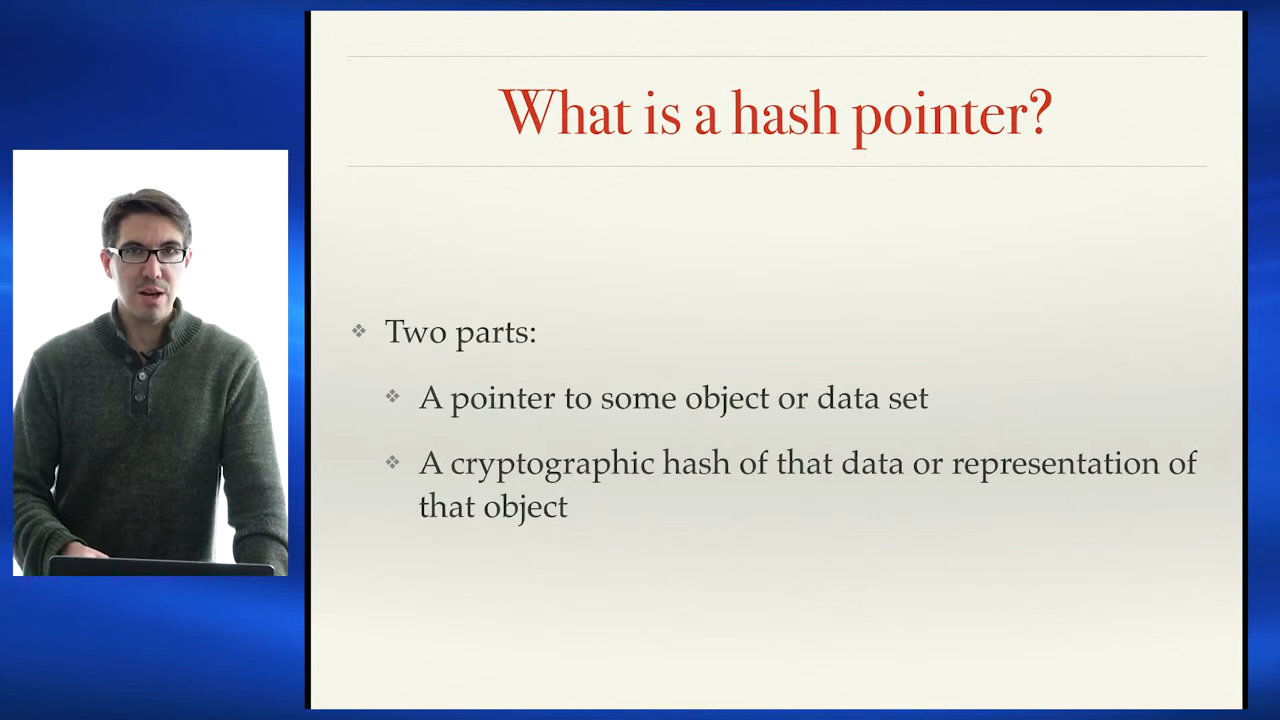 What is a hash pointer?
❖ Two parts:
❖ A pointer to some object or data set
❖ A cryptographic hash of that data or representation of
that object